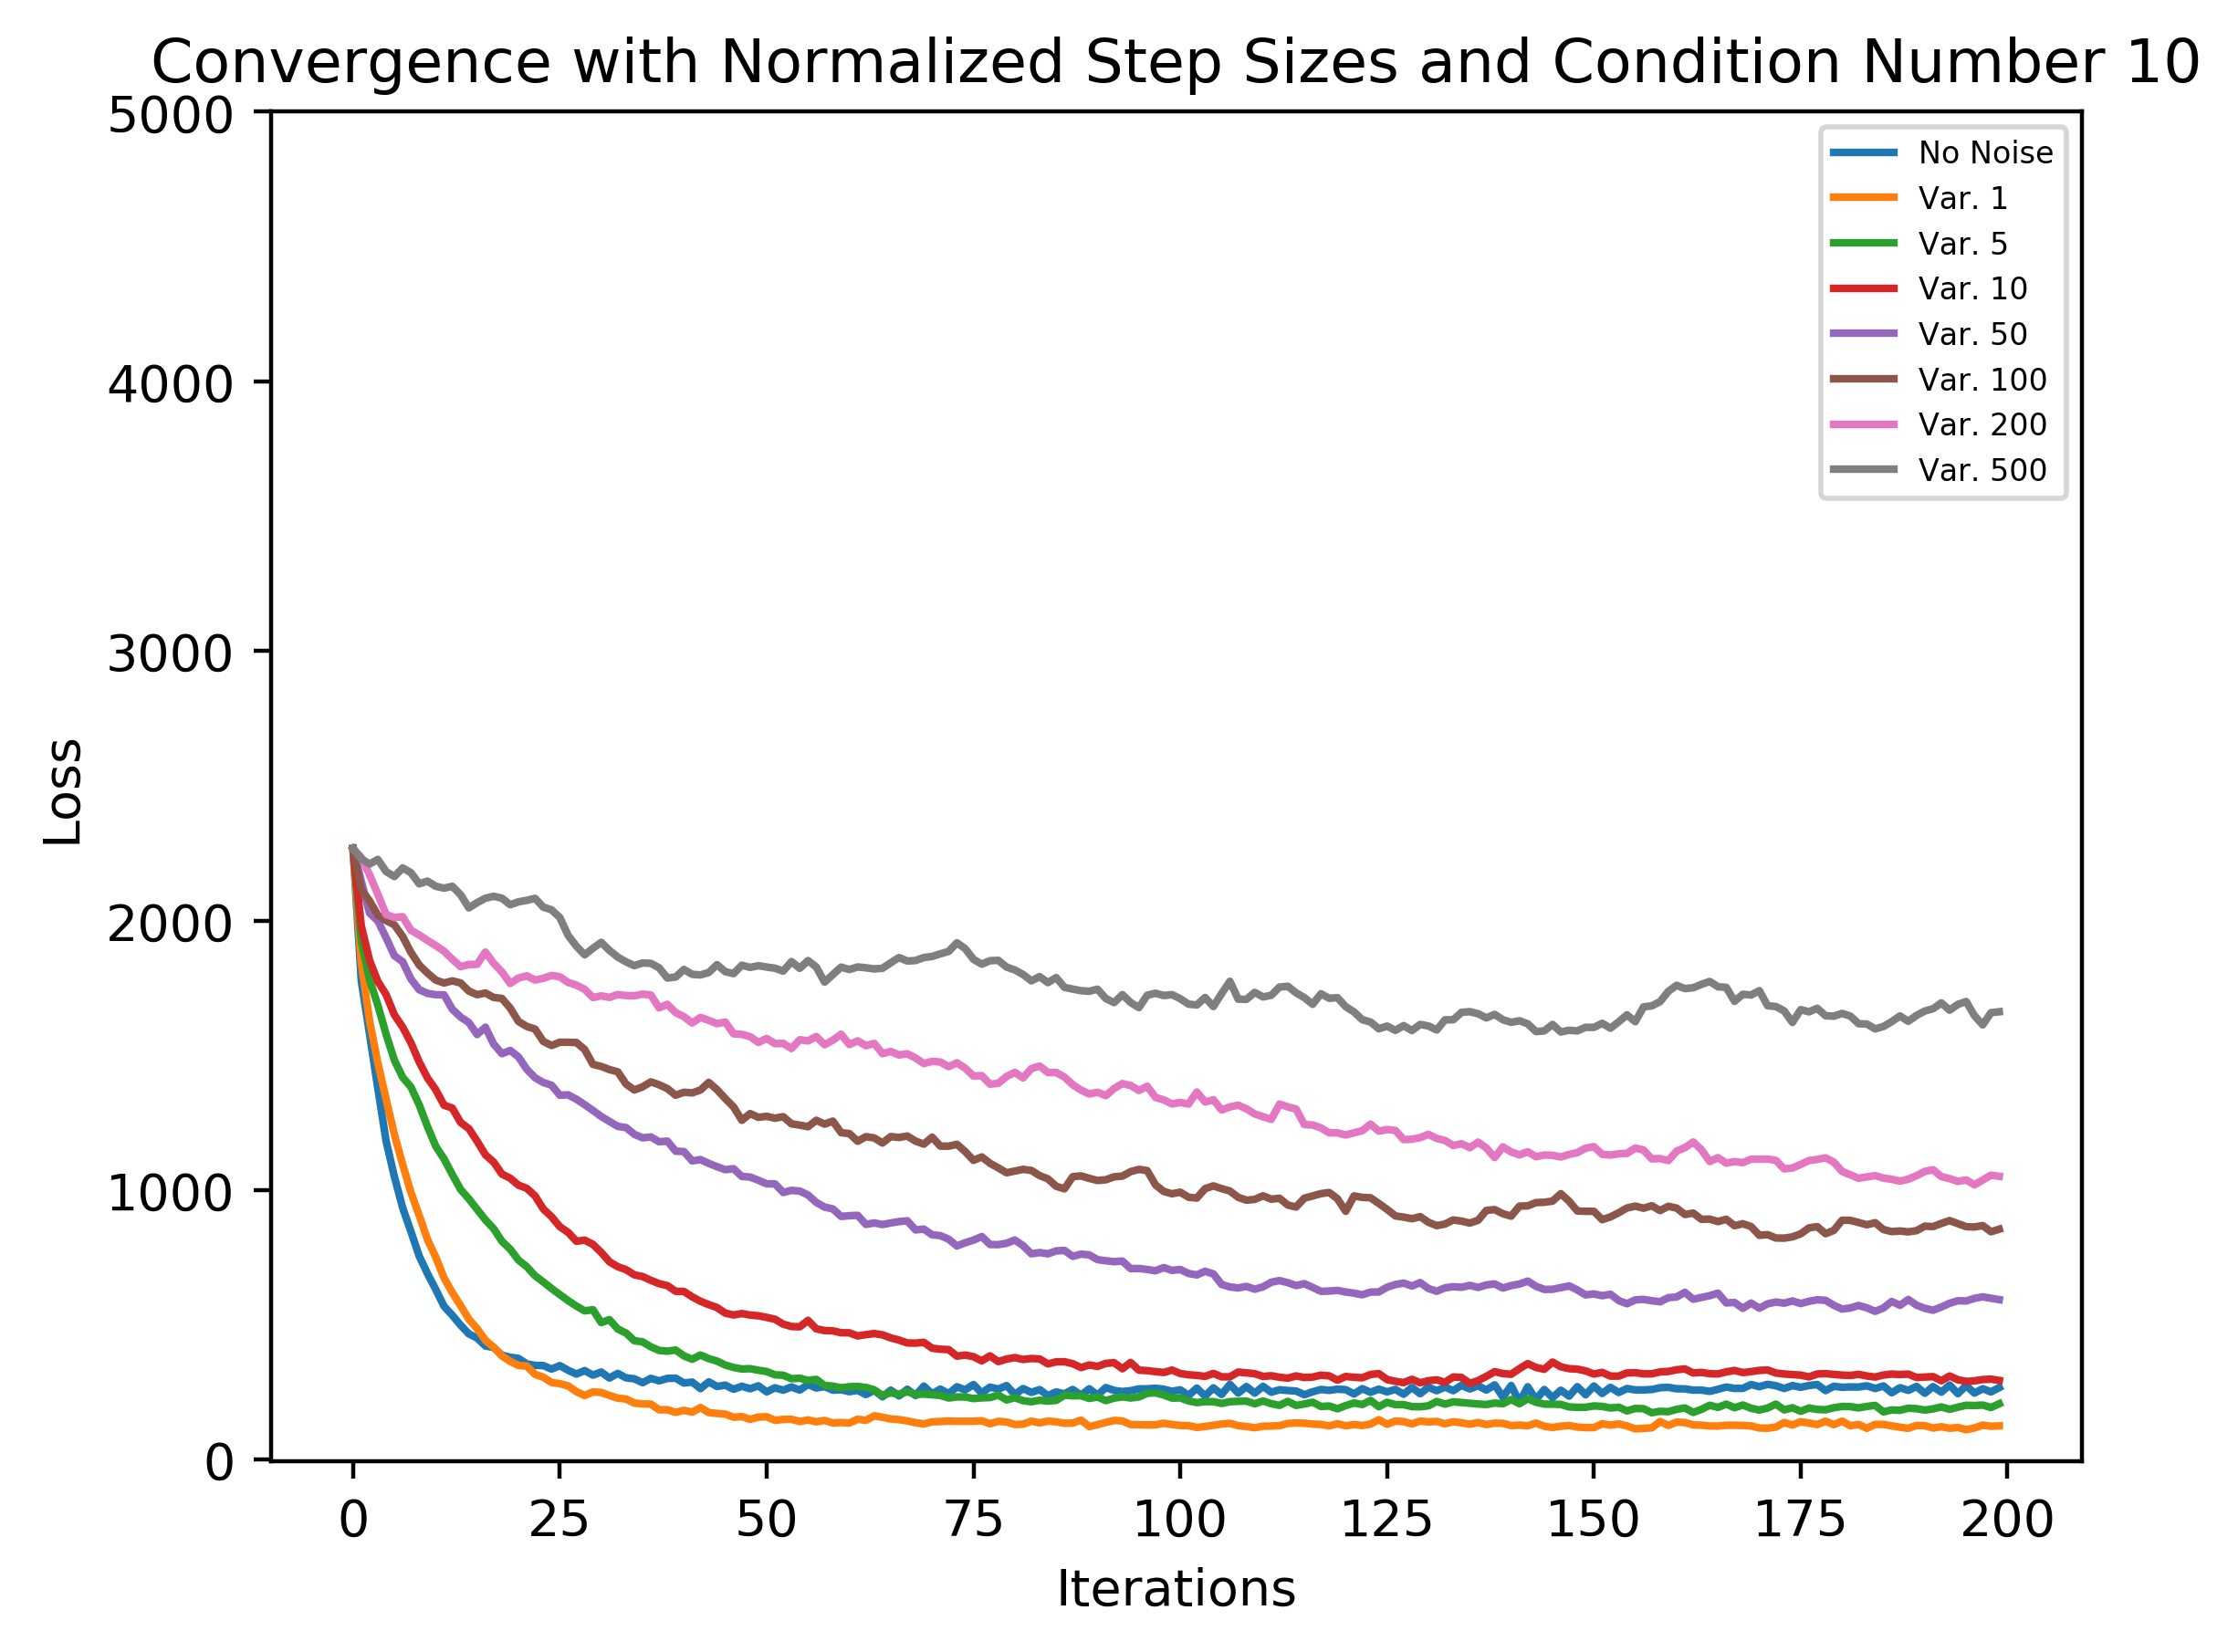 Convergence with Normalized Step Sizes and Condition Number 10
5000
4000
3000
2000
1000
0
Loss
No Noise
Var. 1
Var. 5
Var. 10
Var. 50
Var. 100
Var. 200
Var. 500
0 25 50 75 100 125 150 175 200
Iterations